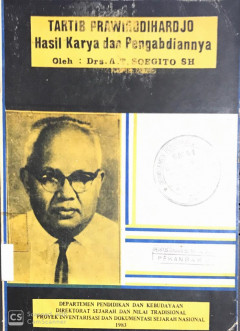 TARTIB PRAWIRODIHARDJO
Hasil Karya dan Pengabdiannya
Oleh : Drs. A.T. SOEGITO SH
CS
DEPARTEMEN PENDIDIKAN DAN KEBUDAYAAN
DIREKTORAT SEJARAH DAN NILAI TRADISIONAL
PROYEK INVENTARISASI DAN DOKUMENTASI SEJARAH NASIONAL
1983